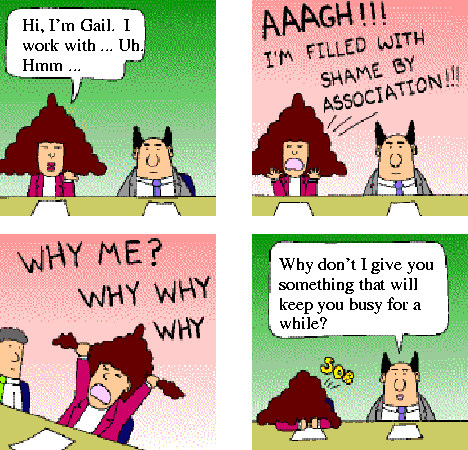 Hi, I'm Gail. I
work with ... Uh,
Hmm ...
AAAGH!!!
I'M FILLED WITH
SHAME BY
ASSOCIATION!!!
WHY ME?
WHY WHY
WHY
Why don't I give you
something that will
keep you busy for a
while?
SOB